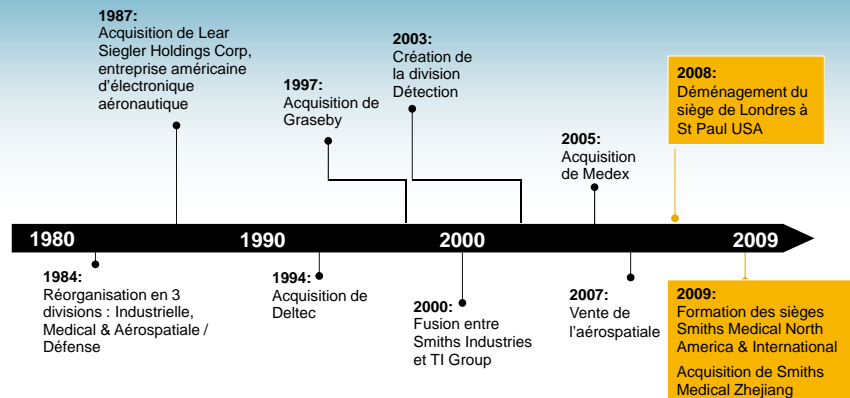 1987:
Acquisition de Lear
Siegler Holdings Corp,
entreprise américaine
d'électronique
aéronautique
1997:
Acquisition de
Graseby
2003:
Création de
la division
Détection
2005:
Acquisition
de Medex
2008:
Déménagement du
siège de Londres à
St Paul USA
1980
1990
2000
2009
1984:
Réorganisation en 3
divisions : Industrielle,
Medical & Aérospatiale /
Défense
1994:
Acquisition de
Deltec
2000:
Fusion entre
Smiths Industries
et TI Group
2007:
Vente de
l'aérospatiale
2009:
Formation des sièges
Smiths Medical North
America & International
Acquisition de Smiths
Medical Zhejiang